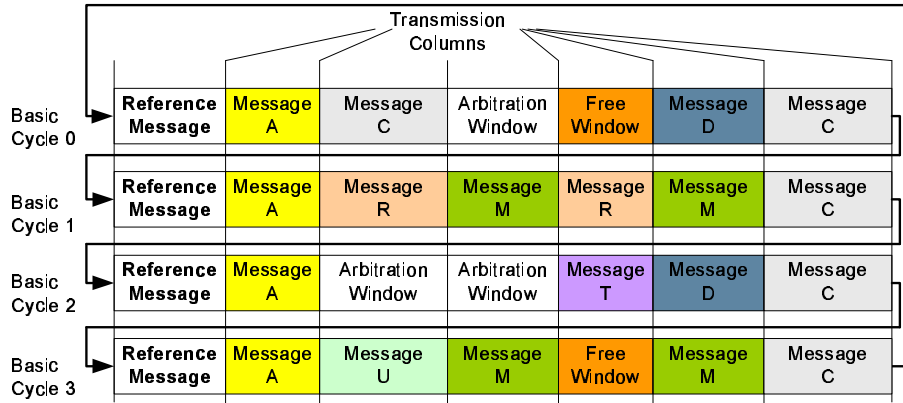 Transmission
Columns
Basic
Cycle 0
Reference
Message
Message
A
Message
C
Arbitration
Window
Free
Window
Message
D
Message
C
Basic
Cycle 1
Reference
Message
Message
A
Message
R
Message
M
Message
R
Message
M
Message
C
Basic
Cycle 2
Reference
Message
Message
A
Arbitration
Window
Arbitration
Window
Message
T
Message
D
Message
C
Basic
Cycle 3
Reference
Message
Message
A
Message
U
Message
M
Free
Window
Message
M
Message
C